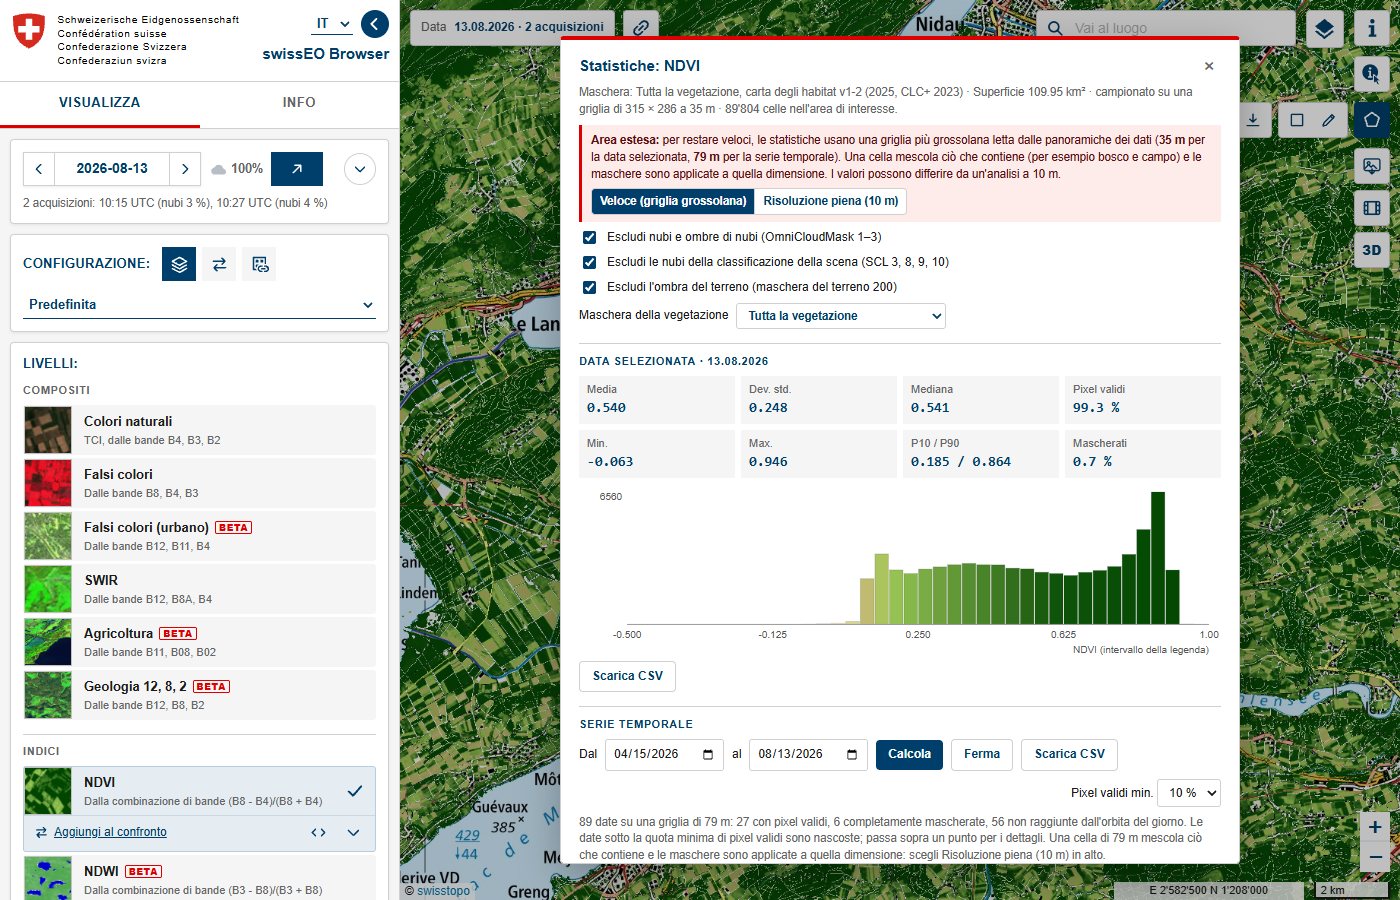 Schweizerische Eidgenossenschaft
Confédération suisse
Confederazione Svizzera
Confederaziun svizra
IT
swissEO Browser
VISUALIZZA
INFO
2026-08-13
100%
2 acquisizioni: 10:15 UTC (nubi 3 %), 10:27 UTC (nubi 4 %)
CONFIGURAZIONE:
Predefinita
LIVELLI:
COMPOSITI
Colori naturali
TCI, dalle bande B4, B3, B2
Falsi colori
Dalle bande B8, B4, B3
Falsi colori (urbano) BETA
Dalle bande B12, B11, B4
SWIR
Dalle bande B12, B8A, B4
Agricoltura BETA
Dalle bande B11, B08, B02
Geologia 12, 8, 2 BETA
Dalle bande B12, B8, B2
INDICI
NDVI
Dalla combinazione di bande (B8 - B4)/(B8 + B4)
Aggiungi al confronto
NDWI BETA
Dalla combinazione di bande (B3 - B8)/(B3 + B8)
Data 13.08.2026 · 2 acquisizioni
Nidau
Vai al luogo
3D
Statistiche: NDVI
Maschera: Tutta la vegetazione, carta degli habitat v1-2 (2025, CLC+ 2023) · Superficie 109.95 km² · campionato su una
griglia di 315 × 286 a 35 m · 89'804 celle nell'area di interesse.
Area estesa: per restare veloci, le statistiche usano una griglia più grossolana letta dalle panoramiche dei dati (35 m per
la data selezionata, 79 m per la serie temporale). Una cella mescola ciò che contiene (per esempio bosco e campo) e le
maschere sono applicate a quella dimensione. I valori possono differire da un'analisi a 10 m.
Veloce (griglia grossolana)
Risoluzione piena (10 m)
Escludi nubi e ombre di nubi (OmniCloudMask 1–3)
Escludi le nubi della classificazione della scena (SCL 3, 8, 9, 10)
Escludi l'ombra del terreno (maschera del terreno 200)
Maschera della vegetazione
Tutta la vegetazione
DATA SELEZIONATA · 13.08.2026
Media
0.540
Dev. std.
0.248
Mediana
0.541
Pixel validi
99.3 %
Min.
-0.063
Max.
0.946
P10 / P90
0.185 / 0.864
Mascherati
0.7 %
6560
-0.500
-0.125
0.250
0.625
1.00
NDVI (intervallo della legenda)
Scarica CSV
SERIE TEMPORALE
Dal 04/15/2026 al 08/13/2026
Calcola
Ferma
Scarica CSV
Pixel validi min. 10 %
89 date su una griglia di 79 m: 27 con pixel validi, 6 completamente mascherate, 56 non raggiunte dall'orbita del giorno. Le
date sotto la quota minima di pixel validi sono nascoste; passa sopra un punto per i dettagli. Una cella di 79 m mescola ciò
che contiene e le maschere sono applicate a quella dimensione: scegli Risoluzione piena (10 m) in alto.
e Lan
Guévaux
385
429
44
d e M
erive VD
Greng
© swisstopo
E 2'582'500 N 1'208'000
2 km